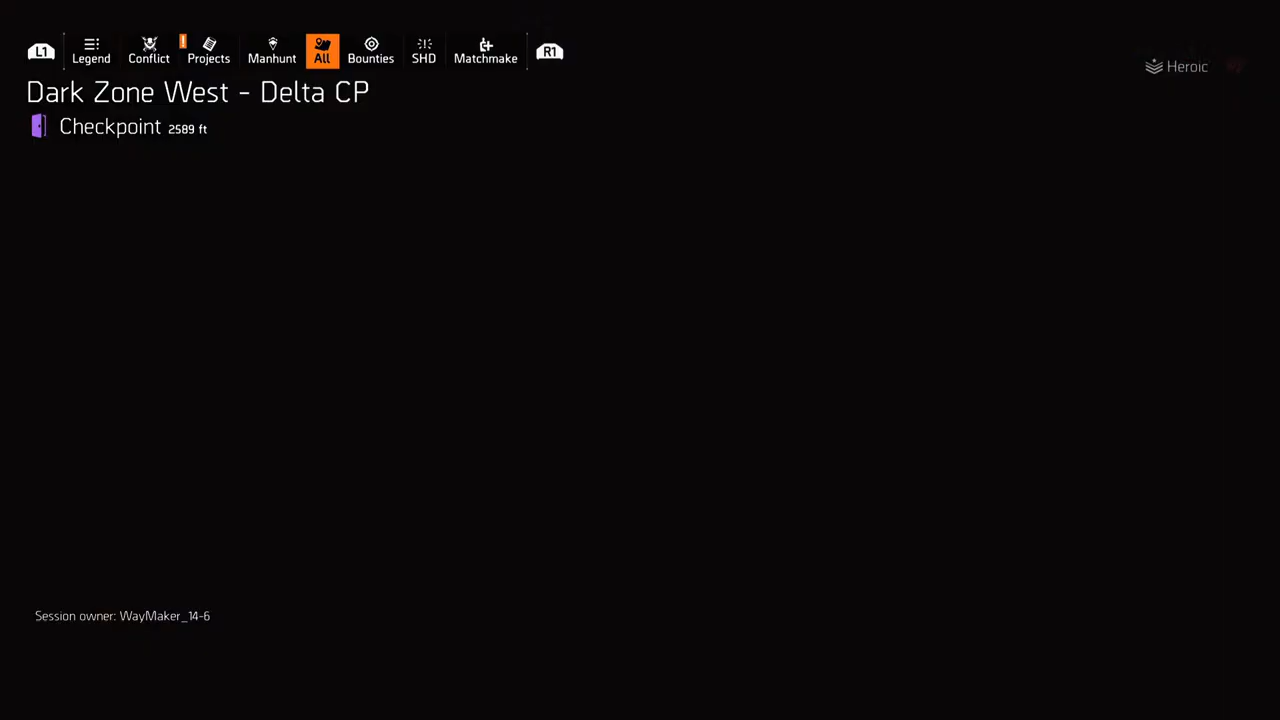 L1 Legend Conflict Projects Manhunt All Bounties SHD Matchmake R1
Heroic
Dark Zone West - Delta CP
Checkpoint 2589 ft
Session owner: WayMaker_14-6